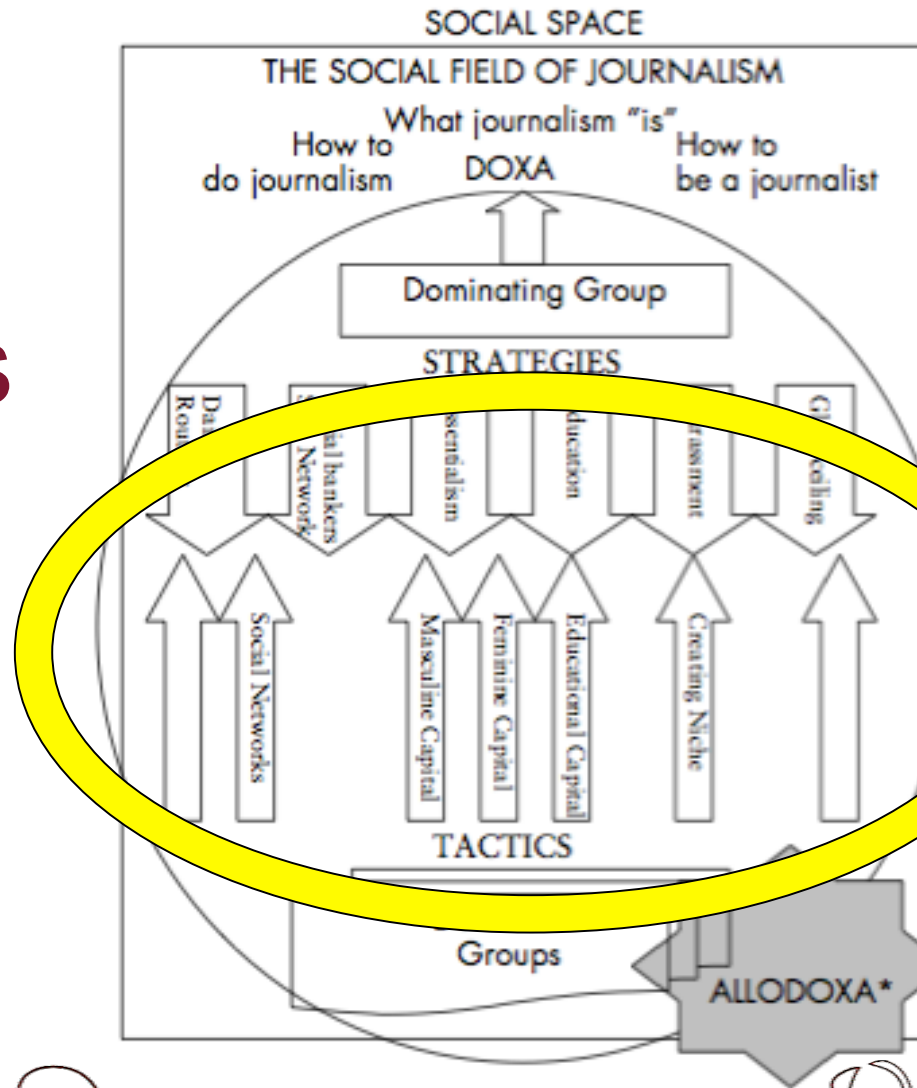 SOCIAL SPACE
THE SOCIAL FIELD OF JOURNALISM
What journalism "is"
How to
do journalism
DOXA
How to
be a journalist
Dominating Group
STRATEGIES
Network
Social Networks
Masculine Capital
Feminine Capital
Educational Capital
Creating Niche
TACTICS
Groups
ALLODOXA*